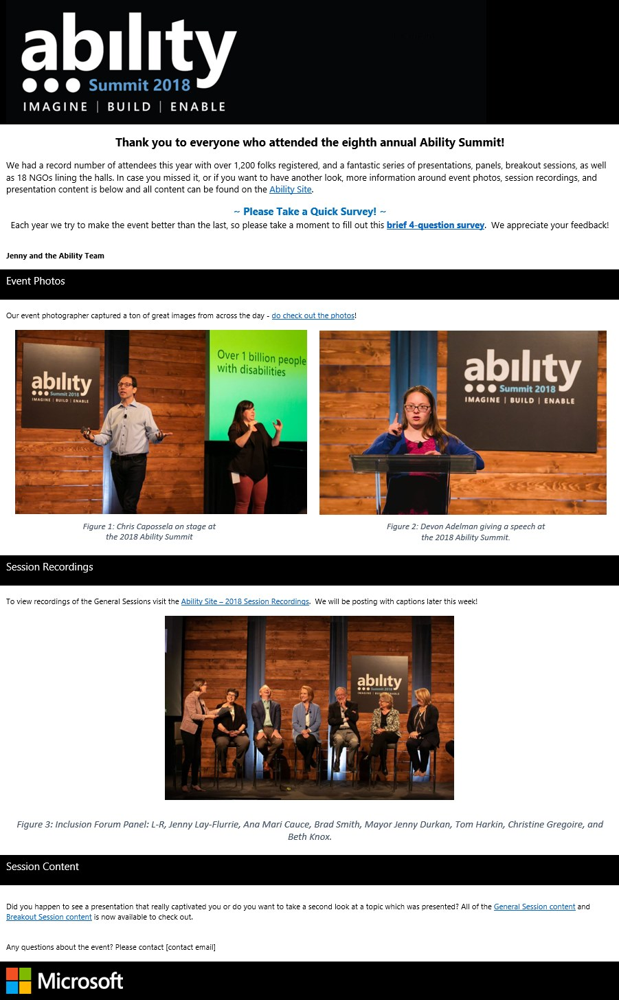 ability
Summit 2018
IMAGINE | BUILD | ENABLE
Thank you to everyone who attended the eighth annual Ability Summit!
We had a record number of attendees this year with over 1,200 folks registered, and a fantastic series of presentations, panels, breakout sessions, as well
as 18 NGOs lining the halls. In case you missed it, or if you want to have another look, more information around event photos, session recordings, and
presentation content is below and all content can be found on the Ability Site.
~ Please Take a Quick Survey! ~
Each year we try to make the event better than the last, so please take a moment to fill out this brief 4-question survey. We appreciate your feedback!
Jenny and the Ability Team
Event Photos
Our event photographer captured a ton of great images from across the day - do check out the photos!
ability
Summit 2018
IMAGINE | BUILD | ENABLE
Over 1 billion people
with disabilities
ability
Summit 2018
IMAGINE | BUILD | ENABLE
Figure 1: Chris Capossela on stage at
the 2018 Ability Summit
Figure 2: Devon Adelman giving a speech at
the 2018 Ability Summit.
Session Recordings
To view recordings of the General Sessions visit the Ability Site – 2018 Session Recordings. We will be posting with captions later this week!
ability
Summit 2018
IMAGINE | BUILD | ENABLE
Figure 3: Inclusion Forum Panel: L-R, Jenny Lay-Flurrie, Ana Mari Cauce, Brad Smith, Mayor Jenny Durkan, Tom Harkin, Christine Gregoire, and
Beth Knox.
Session Content
Did you happen to see a presentation that really captivated you or do you want to take a second look at a topic which was presented? All of the General Session content and
Breakout Session content is now available to check out.
Any questions about the event? Please contact [contact email]
Microsoft